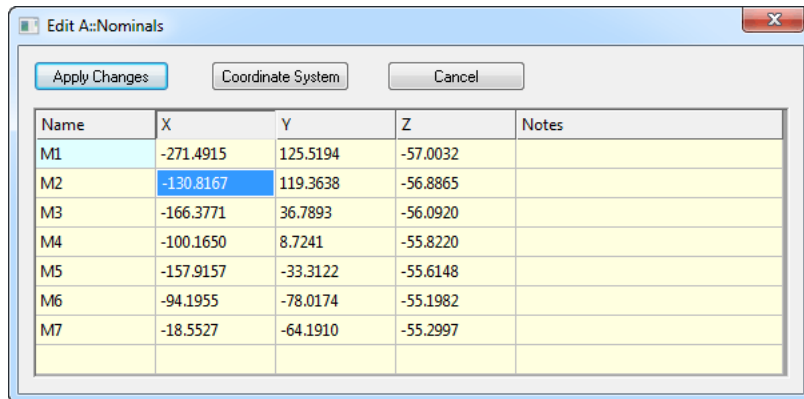 Edit A::Nominals
Apply Changes Coordinate System Cancel
Name X Y Z Notes
M1 -271.4915 125.5194 -57.0032
M2 -130.8167 119.3638 -56.8865
M3 -166.3771 36.7893 -56.0920
M4 -100.1650 8.7241 -55.8220
M5 -157.9157 -33.3122 -55.6148
M6 -94.1955 -78.0174 -55.1982
M7 -18.5527 -64.1910 -55.2997